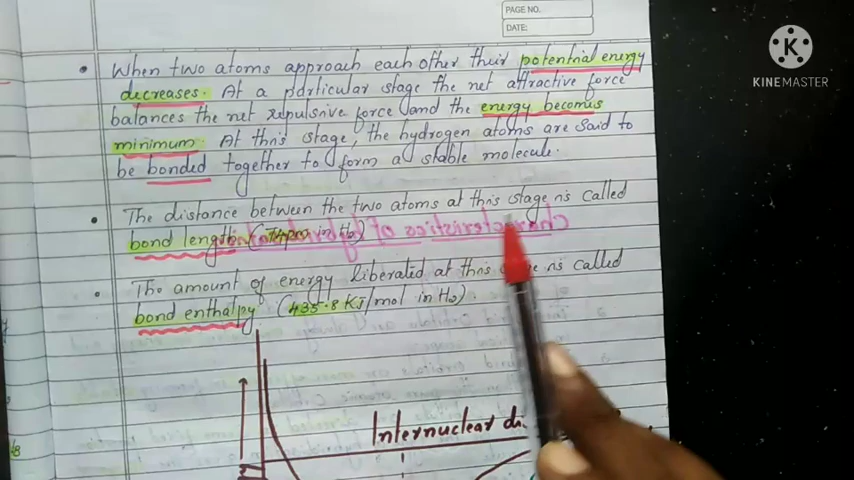 PAGE NO.
DATE:
K
KINEMASTER
• When two atoms approach each other their potential energy
decreases. At a particular stage the net attractive force
balances the net repulsive force and the energy becomes
minimum. At this stage, the hydrogen atoms are said to
be bonded together to form a stable molecule.
• The distance between the two atoms at this stage is called
bond length (74pm in H₂)
• The amount of energy liberated at this is called
bond enthalpy (435.8 KJ/mol in H₂).
Internuclear